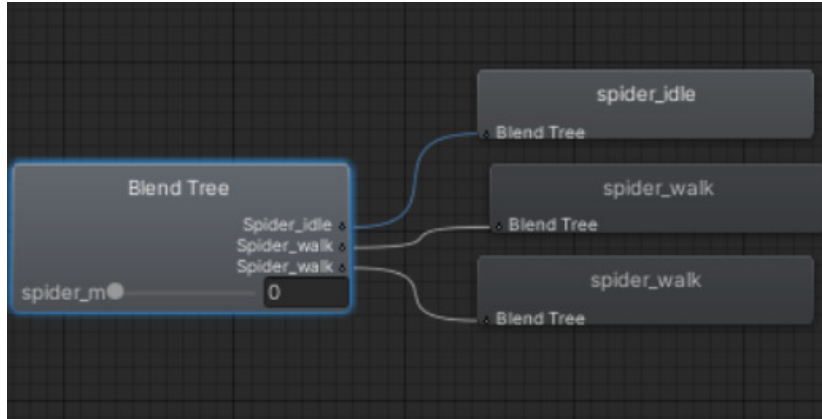 Blend Tree
Spider_idle
Spider_walk
Spider_walk
spider_m
0
spider_idle
Blend Tree
spider_walk
Blend Tree
spider_walk
Blend Tree